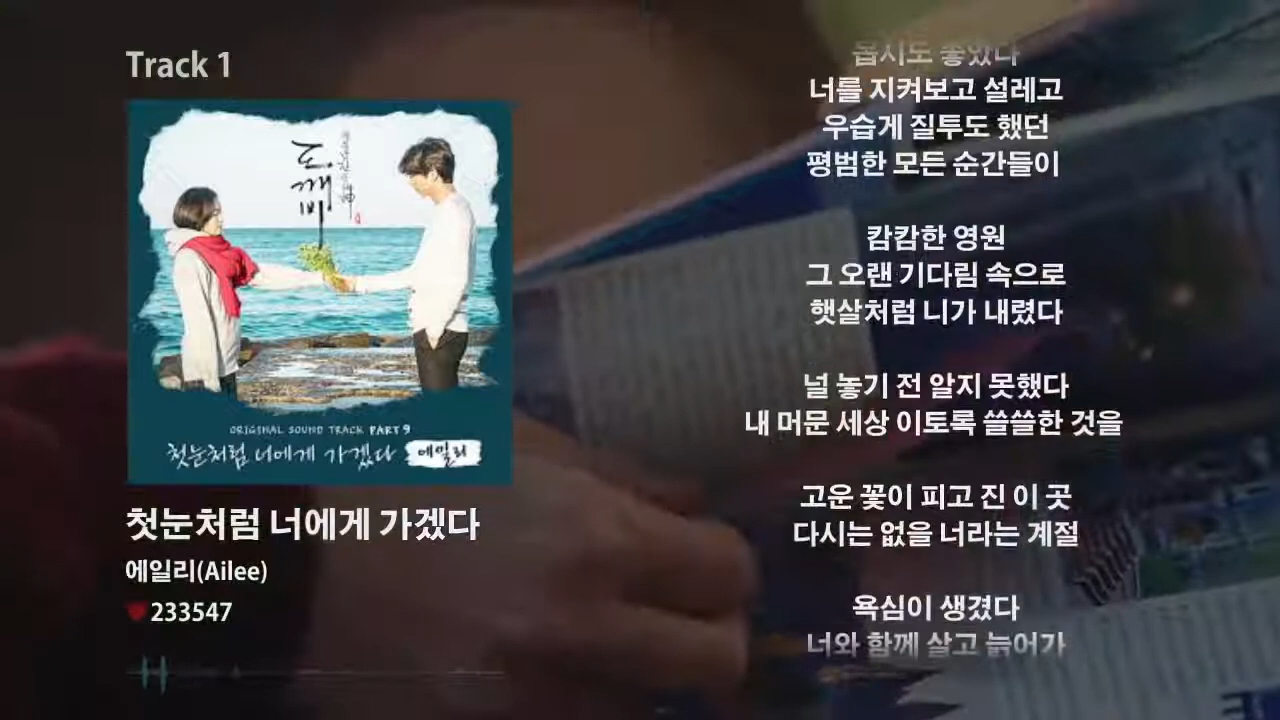 Track 1
도깨비
ORIGINAL SOUND TRACK PART 9
첫눈처럼 너에게 가겠다 에일리
첫눈처럼 너에게 가겠다
에일리(Ailee)
233547
몹시도 좋았다
너를 지켜보고 설레고
우습게 질투도 했던
평범한 모든 순간들이
캄캄한 영원
그 오랜 기다림 속으로
햇살처럼 니가 내렸다
널 놓기 전 알지 못했다
내 머문 세상 이토록 쓸쓸한 것을
고운 꽃이 피고 진 이 곳
다시는 없을 너라는 계절
욕심이 생겼다
너와 함께 살고 늙어가